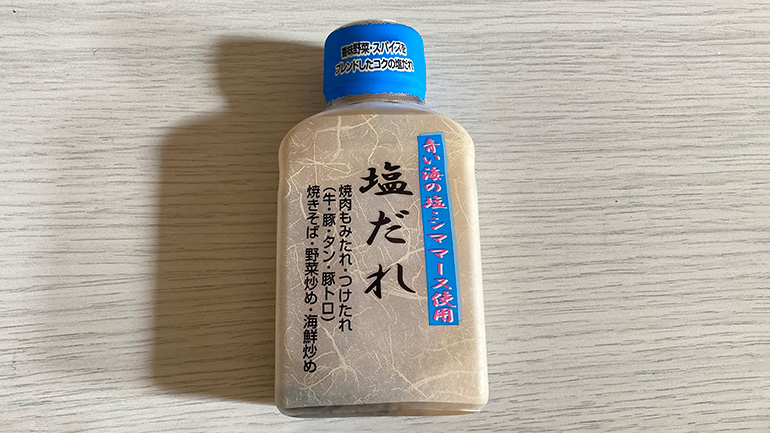 香味野菜・スパイスを
ブレンドしたコクの塩だれ
青い海の塩・シママース使用
塩だれ
焼肉もみたれ・つけたれ
(牛・豚・タン・豚トロ)
焼きそば・野菜炒め・海鮮炒め